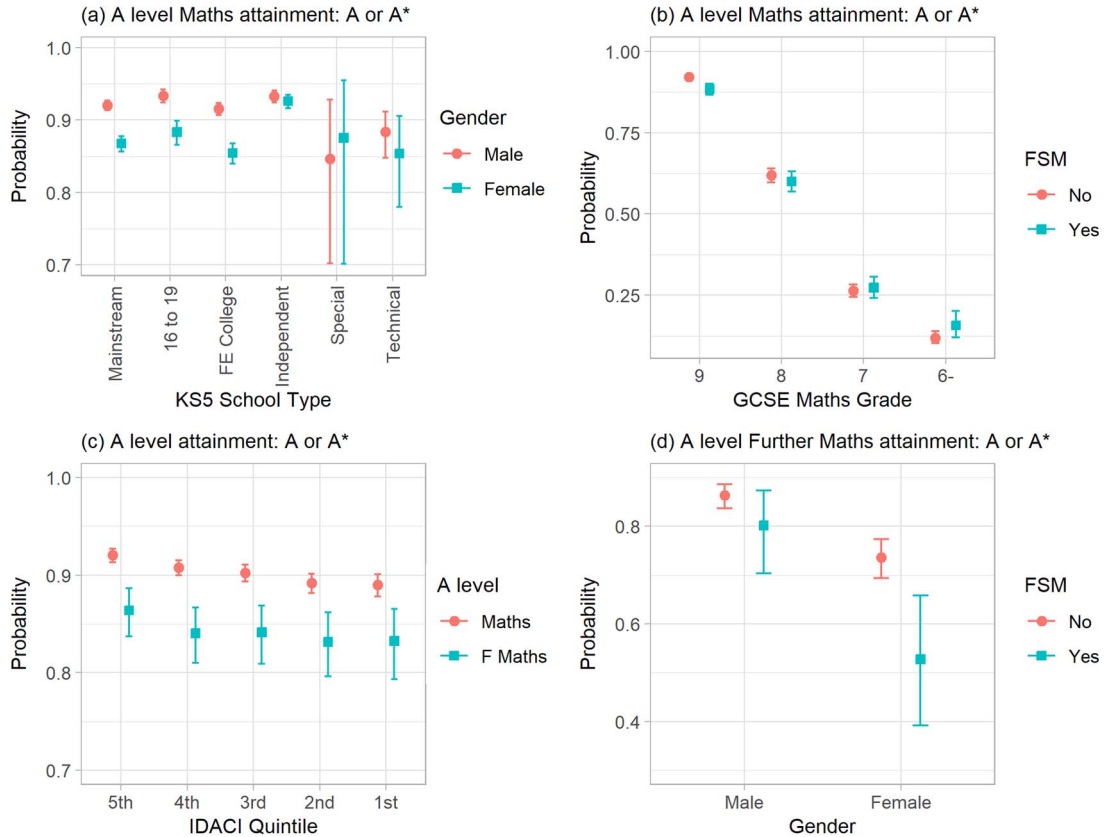 (a) A level Maths attainment: A or A*
1.0
0.9
0.8
0.7
Probability
Mainstream
16 to 19
FE College
Independent
Special
Technical
KS5 School Type
Gender
Male
Female
(b) A level Maths attainment: A or A*
1.00
0.75
0.50
0.25
Probability
9
8
7
6-
GCSE Maths Grade
FSM
No
Yes
(c) A level attainment: A or A*
1.0
0.9
0.8
0.7
Probability
5th
4th
3rd
2nd
1st
IDACI Quintile
A level
Maths
F Maths
(d) A level Further Maths attainment: A or A*
0.8
0.6
0.4
Probability
Male
Female
Gender
FSM
No
Yes